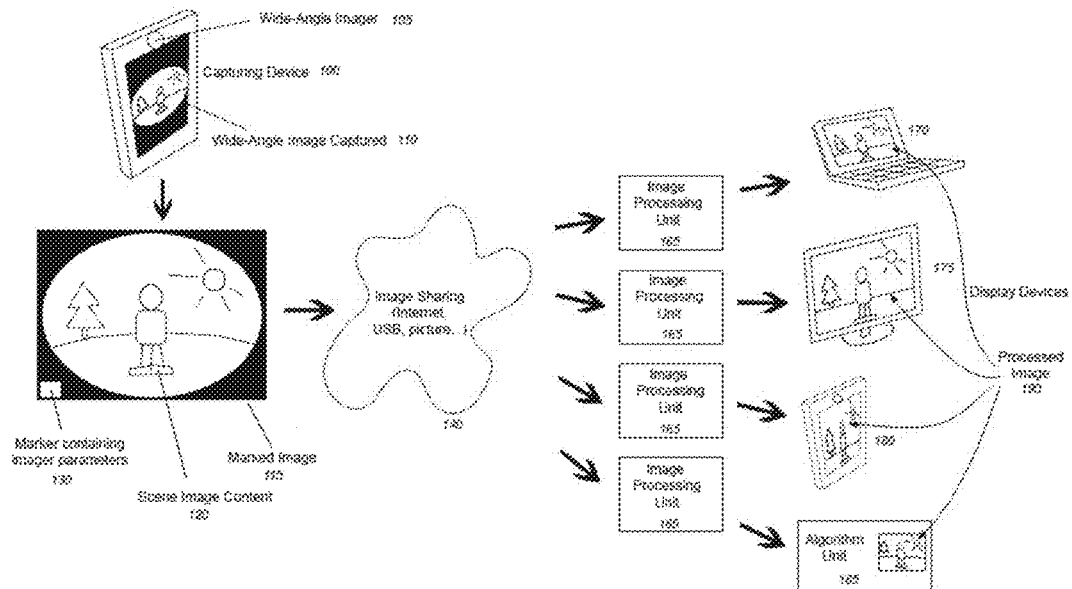 Wide-Angle Imager 105
Capturing Device 100
Wide-Angle Image Captured 110
Marker containing
imager parameters
130
Scene Image Content
120
Marked Image
115
Image Sharing
(Internet,
USB, picture...)
140
Image
Processing
Unit
165
Image
Processing
Unit
165
Image
Processing
Unit
165
Image
Processing
Unit
165
170
175
Display Devices
Processed
Image
180
Algorithm
Unit